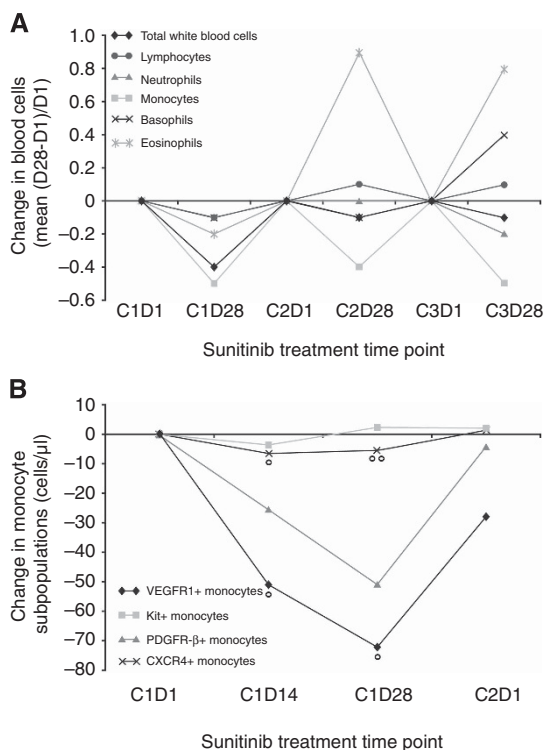 A
Change in blood cells
(mean (D28-D1)/D1)
1.0
0.8
0.6
0.4
0.2
0
−0.2
−0.4
−0.6
Total white blood cells
Lymphocytes
Neutrophils
Monocytes
Basophils
Eosinophils
C1D1 C1D28 C2D1 C2D28 C3D1 C3D28
Sunitinib treatment time point
B
Change in monocyte
subpopulations (cells/µl)
10
0
−10
−20
−30
−40
−50
−60
−70
−80
VEGFR1+ monocytes
Kit+ monocytes
PDGFR-β+ monocytes
CXCR4+ monocytes
C1D1 C1D14 C1D28 C2D1
Sunitinib treatment time point